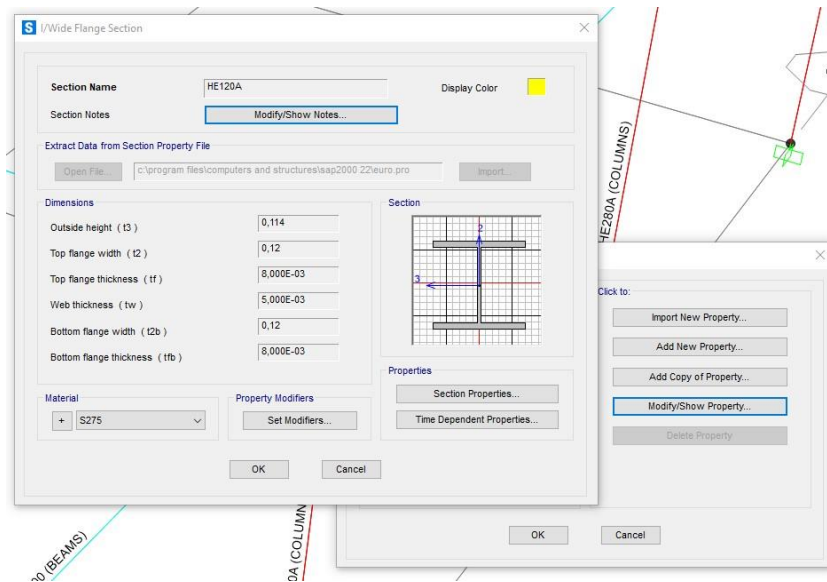 S I/Wide Flange Section
Section Name HE120A Display Color
Section Notes Modify/Show Notes...
Extract Data from Section Property File
Open File... c:\program files\computers and structures\sap2000 22\euro.pro Import...
Dimensions
Outside height ( t3 ) 0,114
Top flange width ( t2 ) 0,12
Top flange thickness ( tf ) 8,000E-03
Web thickness ( tw ) 5,000E-03
Bottom flange width ( t2b ) 0,12
Bottom flange thickness ( tfb ) 8,000E-03
Section
2
3
Properties
Section Properties...
Time Dependent Properties...
Material
+ S275
Property Modifiers
Set Modifiers...
OK Cancel
HE280A (COLUMNS)
Click to:
Import New Property...
Add New Property...
Add Copy of Property...
Modify/Show Property...
Delete Property
OK Cancel
00 (BEAMS)
0A (COLUMN